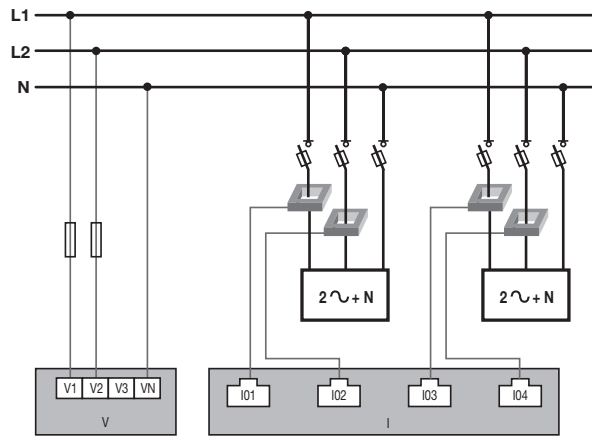 L1
L2
N
2 ∿ + N
2 ∿ + N
V1 V2 V3 VN
V
I01 I02 I03 I04
I